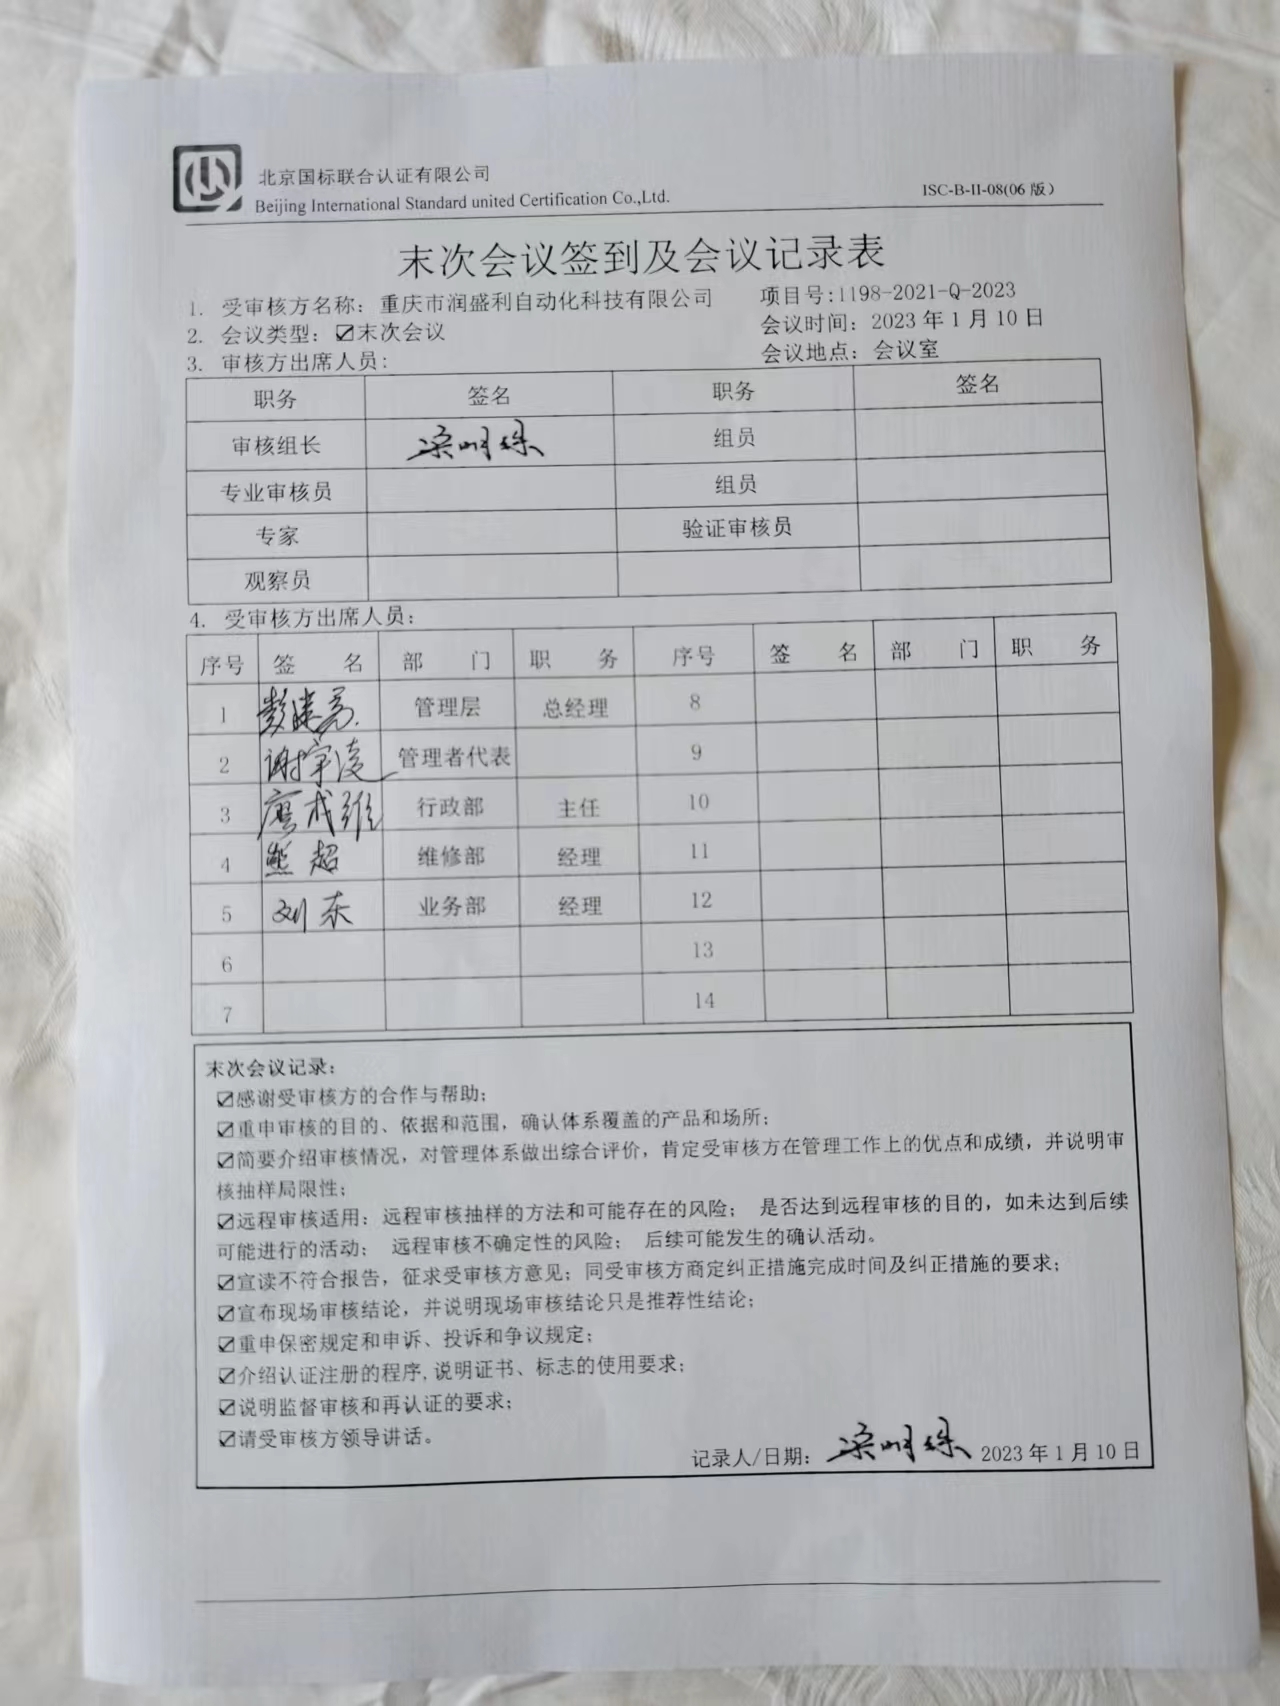 北京国标联合认证有限公司
Beijing International Standard united Certification Co.,Ltd.
ISC-B-II-08(06 版)
末次会议签到及会议记录表
1. 受审核方名称：重庆市润盛利自动化科技有限公司 项目号:1198-2021-Q-2023
2. 会议类型：☑末次会议 会议时间：2023 年 1 月 10 日
3. 审核方出席人员： 会议地点：会议室
职务 签名 职务 签名
审核组长 梁明珠 组员
专业审核员 组员
专家 验证审核员
观察员
4. 受审核方出席人员：
序号 签 名 部 门 职 务 序号 签 名 部 门 职 务
1 管理层 总经理 8
2 谢宇凌 管理者代表 9
3 廖成维 行政部 主任 10
4 熊超 维修部 经理 11
5 刘东 业务部 经理 12
6 13
7 14
末次会议记录：
☑感谢受审核方的合作与帮助；
☑重申审核的目的、依据和范围，确认体系覆盖的产品和场所；
☑简要介绍审核情况，对管理体系做出综合评价，肯定受审核方在管理工作上的优点和成绩，并说明审
核抽样局限性；
☑远程审核适用：远程审核抽样的方法和可能存在的风险； 是否达到远程审核的目的，如未达到后续
可能进行的活动； 远程审核不确定性的风险； 后续可能发生的确认活动。
☑宣读不符合报告，征求受审核方意见；同受审核方商定纠正措施完成时间及纠正措施的要求；
☑宣布现场审核结论，并说明现场审核结论只是推荐性结论；
☑重申保密规定和申诉、投诉和争议规定；
☑介绍认证注册的程序,说明证书、标志的使用要求；
☑说明监督审核和再认证的要求；
☑请受审核方领导讲话。
记录人/日期： 梁明珠 2023 年 1 月 10 日